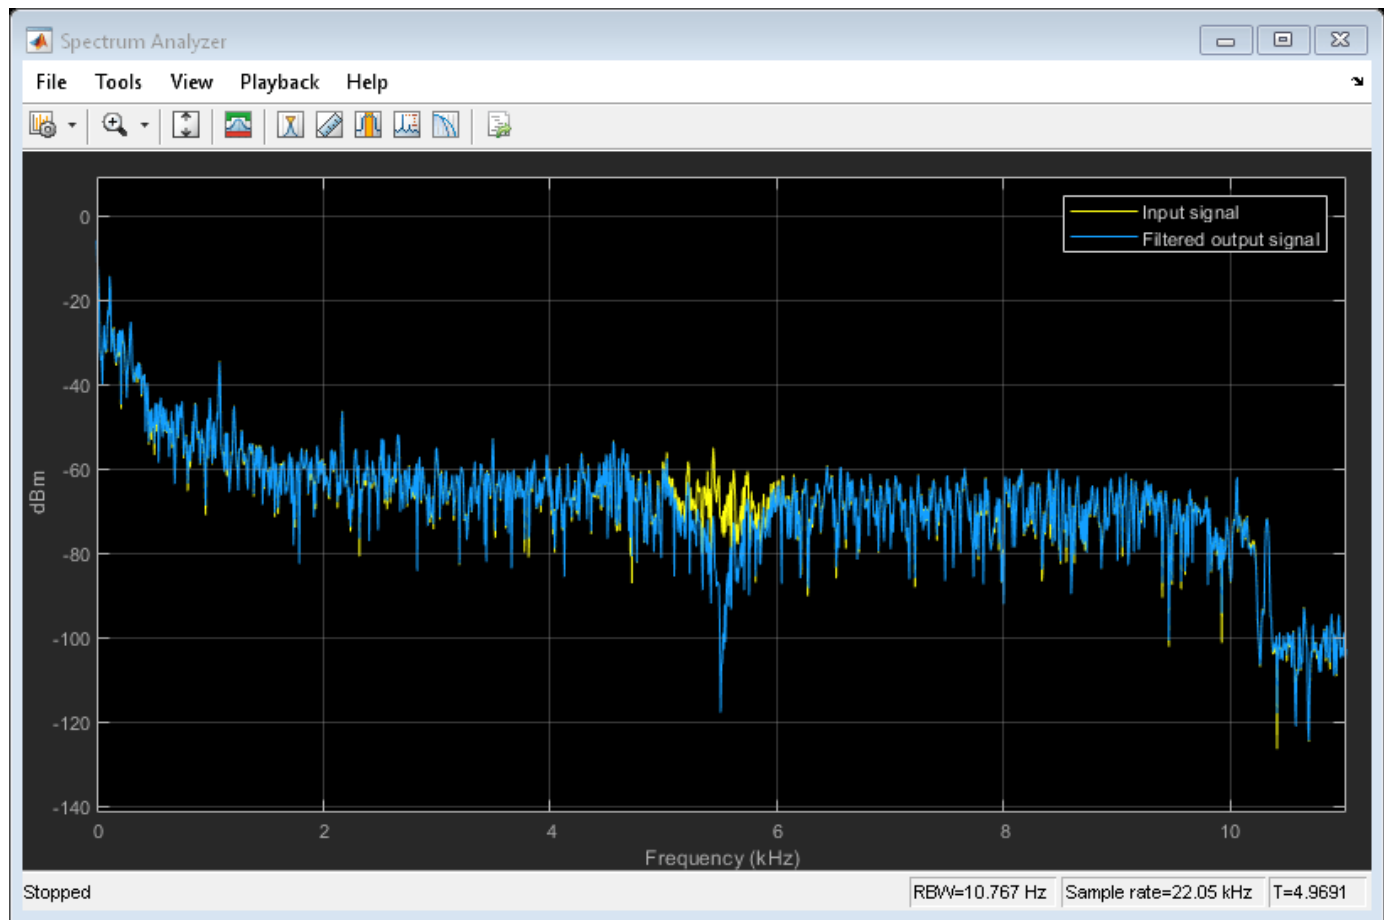 Spectrum Analyzer
File Tools View Playback Help
Input signal
Filtered output signal
0
-20
-40
-60
-80
-100
-120
-140
dBm
0 2 4 6 8 10
Frequency (kHz)
Stopped RBW=10.767 Hz Sample rate=22.05 kHz T=4.9691